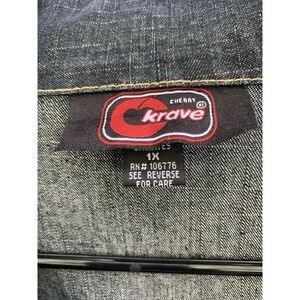 CHERRY
krave
1X
RN# 106776
SEE REVERSE
FOR CARE